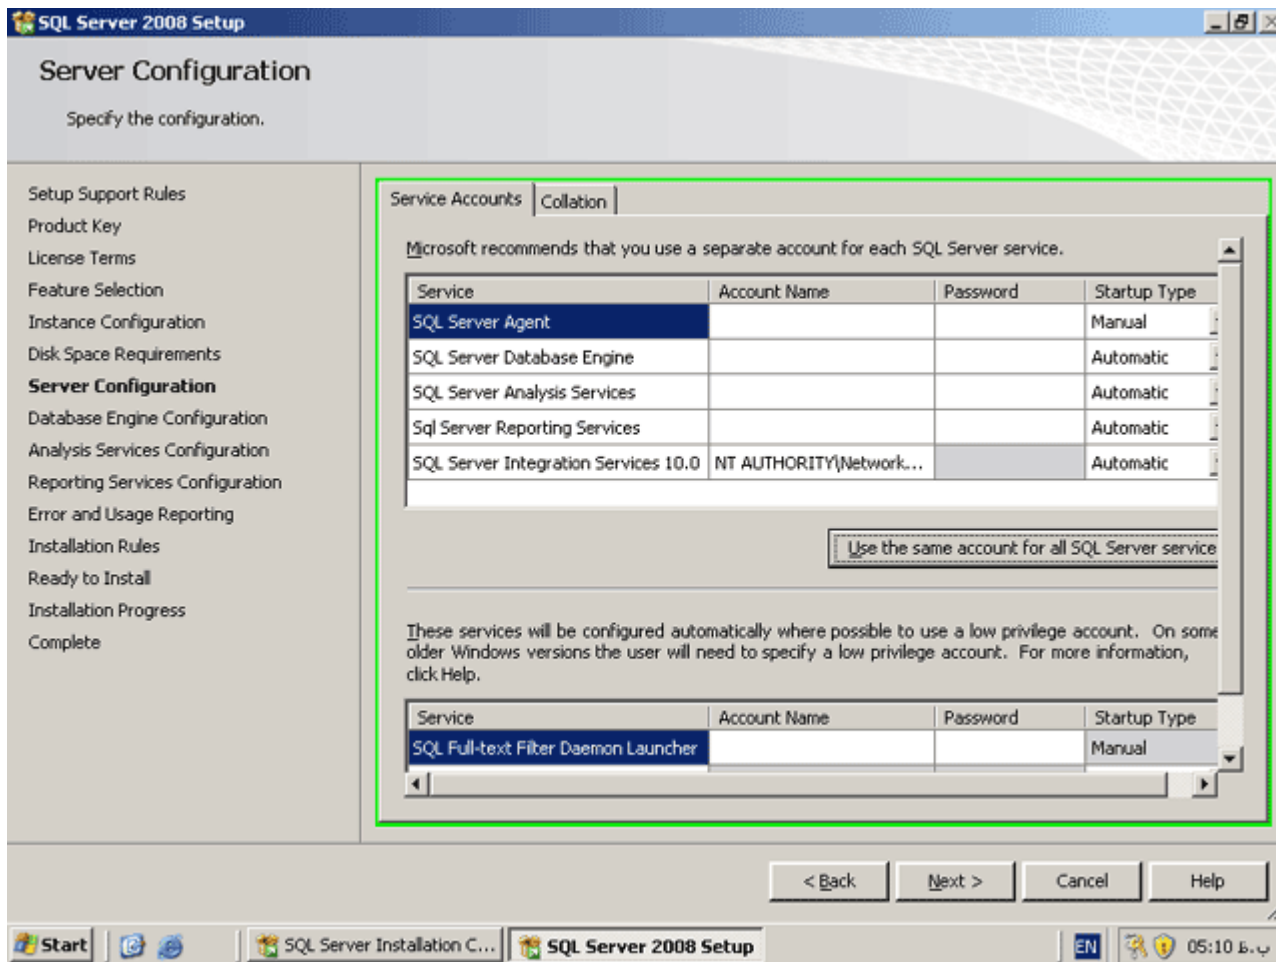 SQL Server 2008 Setup
Server Configuration
Specify the configuration.
Setup Support Rules
Product Key
License Terms
Feature Selection
Instance Configuration
Disk Space Requirements
Server Configuration
Database Engine Configuration
Analysis Services Configuration
Reporting Services Configuration
Error and Usage Reporting
Installation Rules
Ready to Install
Installation Progress
Complete
Service Accounts Collation
Microsoft recommends that you use a separate account for each SQL Server service.
Service Account Name Password Startup Type
SQL Server Agent Manual
SQL Server Database Engine Automatic
SQL Server Analysis Services Automatic
Sql Server Reporting Services Automatic
SQL Server Integration Services 10.0 NT AUTHORITY\Network... Automatic
Use the same account for all SQL Server service
These services will be configured automatically where possible to use a low privilege account. On some
older Windows versions the user will need to specify a low privilege account. For more information,
click Help.
Service Account Name Password Startup Type
SQL Full-text Filter Daemon Launcher Manual
< Back Next > Cancel Help
Start SQL Server Installation C... SQL Server 2008 Setup EN 05:10 ب.ظ